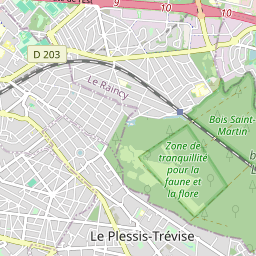 9
10
10
D 203
Le Raincy
Bois Saint-
Martin
Zone de
tranquillité
pour la
faune et
la flore
Le Plessis-Trévise